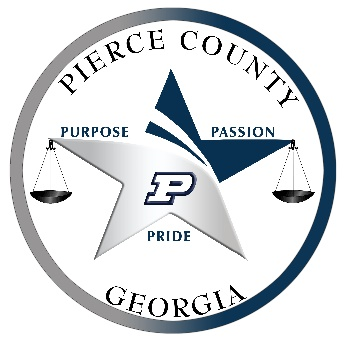 PIERCE COUNTY
PURPOSE PASSION
P
PRIDE
GEORGIA